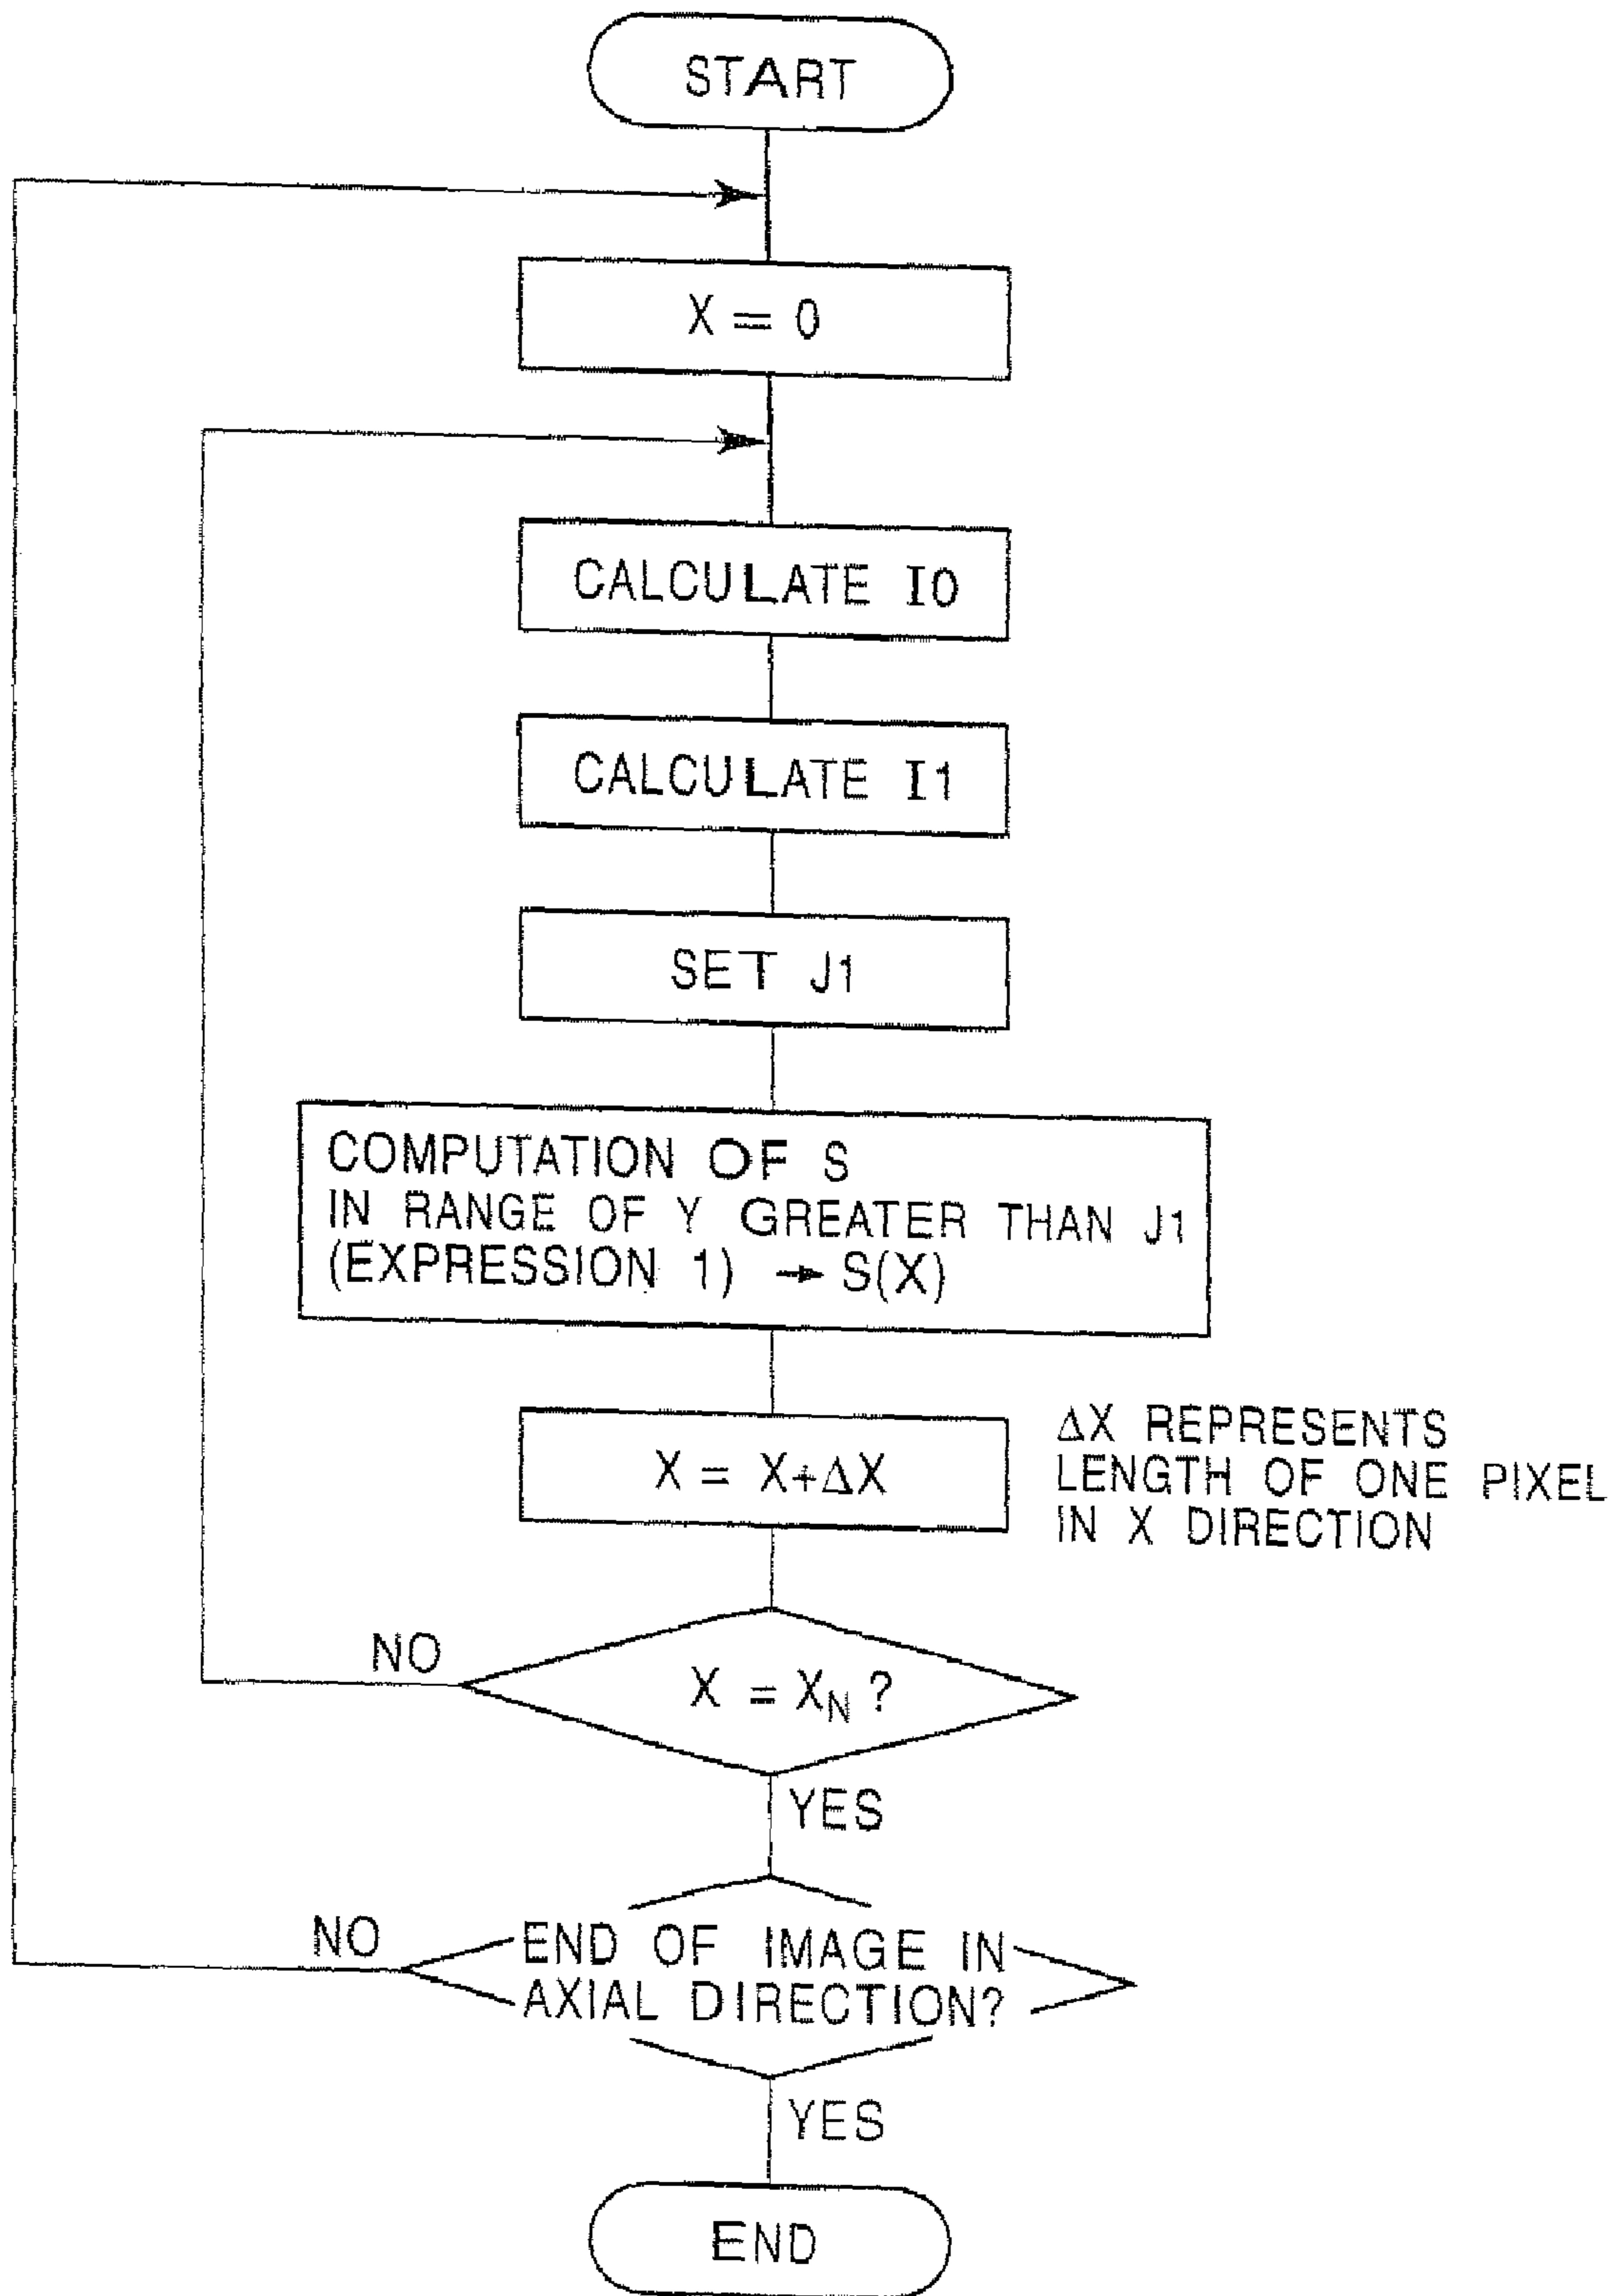 START
X = 0
CALCULATE I0
CALCULATE I1
SET J1
COMPUTATION OF S
IN RANGE OF Y GREATER THAN J1
(EXPRESSION 1) → S(X)
X = X+ΔX
ΔX REPRESENTS
LENGTH OF ONE PIXEL
IN X DIRECTION
NO
X = X_N ?
YES
NO
END OF IMAGE IN
AXIAL DIRECTION?
YES
END